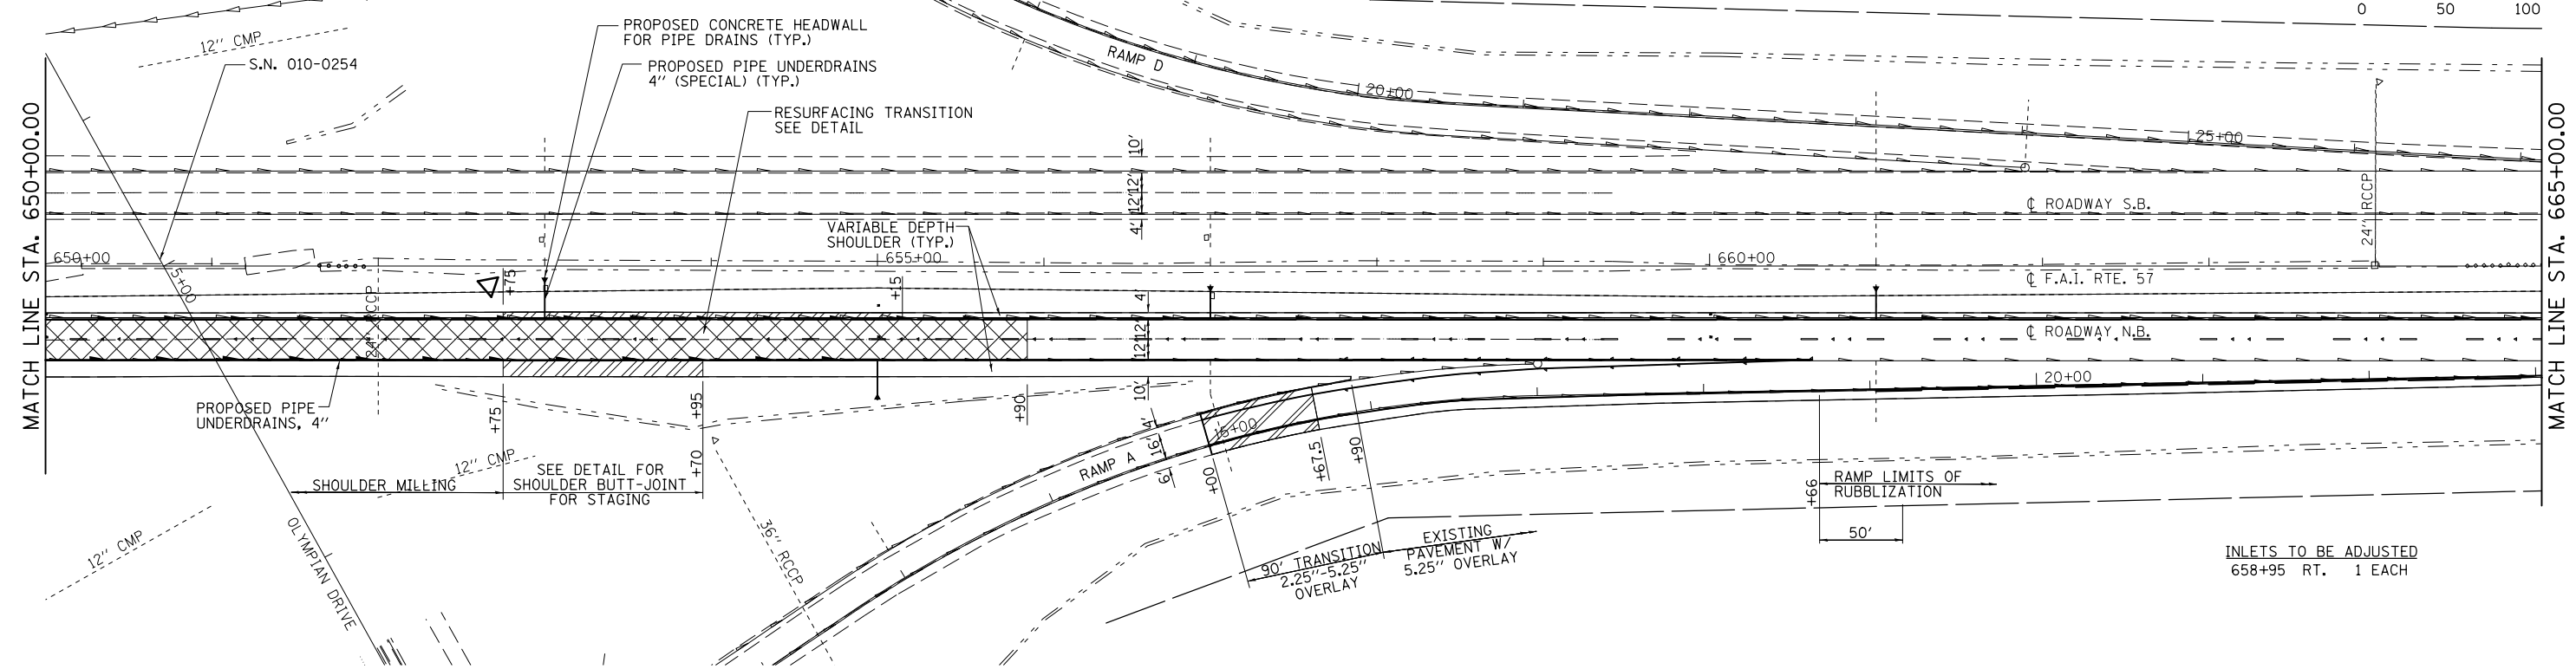 0 50 100
PROPOSED CONCRETE HEADWALL
FOR PIPE DRAINS (TYP.)
12" CMP
S.N. 010-0254
PROPOSED PIPE UNDERDRAINS
4" (SPECIAL) (TYP.)
RAMP D
RESURFACING TRANSITION
SEE DETAIL
20+00
25+00
MATCH LINE STA. 650+00.00
MATCH LINE STA. 665+00.00
10'
12'
12'
4'
24" RCCP
℄ ROADWAY S.B.
VARIABLE DEPTH
SHOULDER (TYP.)
650+00
655+00
660+00
5+00
℄ F.A.I. RTE. 57
+75
+15
4'
24" RCCP
12'
12'
℄ ROADWAY N.B.
20+00
10'
PROPOSED PIPE
UNDERDRAINS, 4"
+75
+95
+90
4'
16'
6'
15+00
RAMP A
+00
+67.5
+90
12" CMP
+70
SEE DETAIL FOR
SHOULDER BUTT-JOINT
FOR STAGING
SHOULDER MILLING
+66
RAMP LIMITS OF
RUBBLIZATION
50'
OLYMPIAN DRIVE
36" RCCP
12" CMP
90' TRANSITION
2.25"-5.25"
OVERLAY
EXISTING
PAVEMENT W/
5.25" OVERLAY
INLETS TO BE ADJUSTED
658+95 RT. 1 EACH